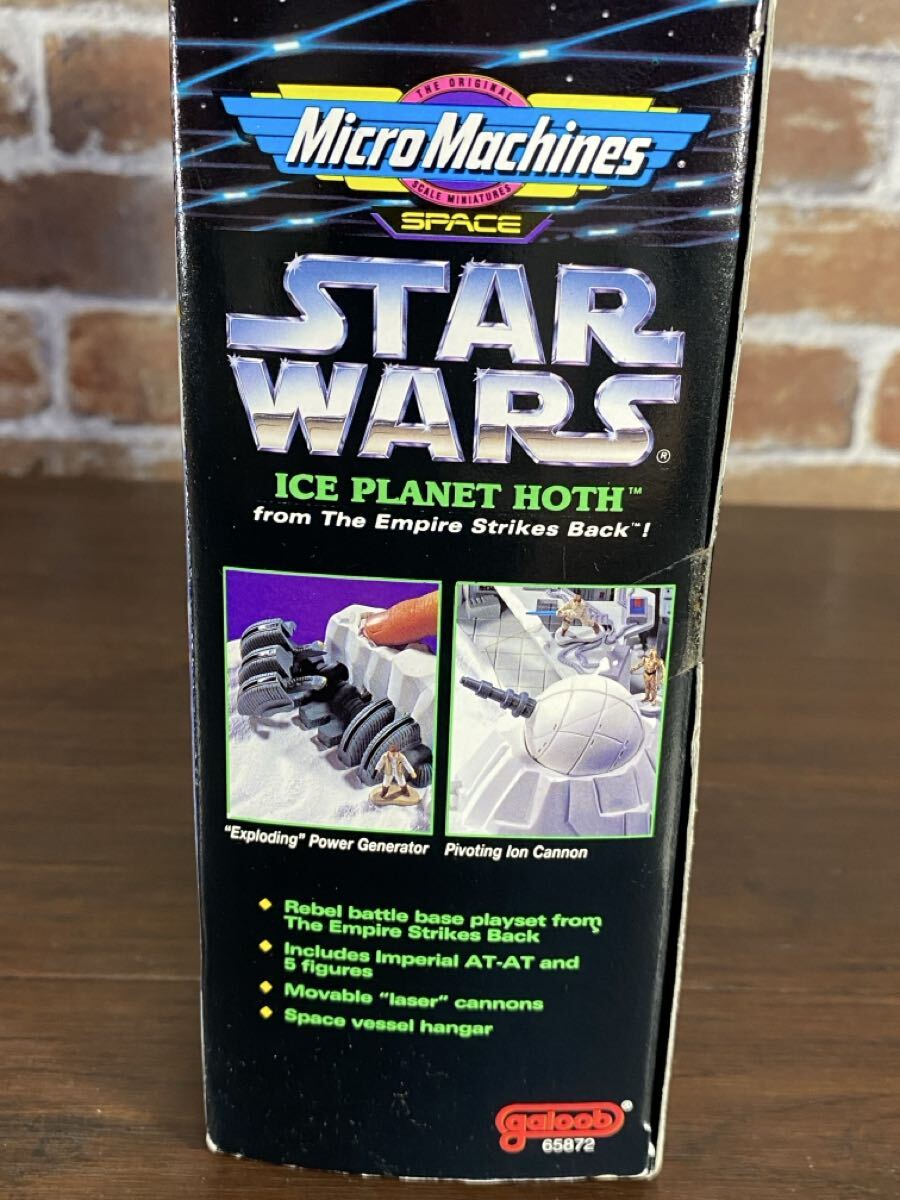 THE ORIGINAL
Micro Machines
SCALE MINIATURES
SPACE
STAR
WARS®
ICE PLANET HOTH™
from The Empire Strikes Back™!
"Exploding" Power Generator
Pivoting Ion Cannon
Rebel battle base playset from
The Empire Strikes Back
Includes Imperial AT-AT and
5 figures
Movable "laser" cannons
Space vessel hangar
galoob®
65872